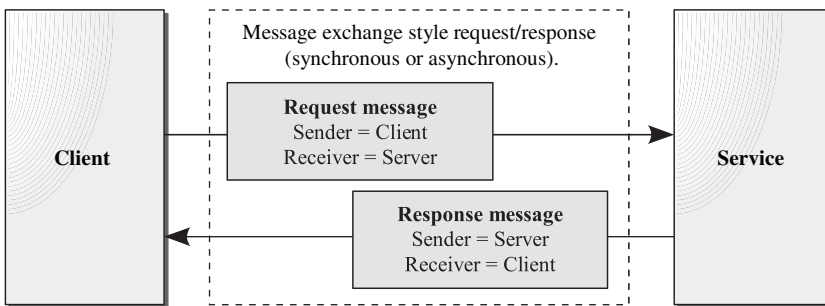 Message exchange style request/response
(synchronous or asynchronous).
Request message
Sender = Client
Receiver = Server
Client
Service
Response message
Sender = Server
Receiver = Client